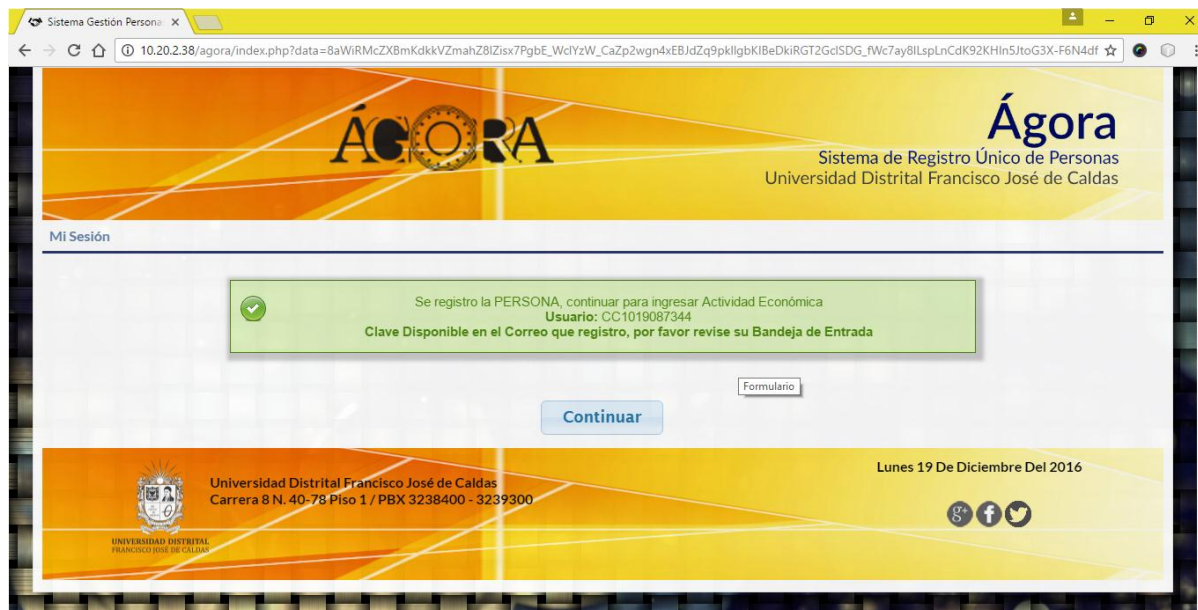 Sistema Gestión Persona
10.20.2.38/agora/index.php?data=8aWiRMcZXBmKdkkVZmahZ8lZisx7PgbE_WclYzW_CaZp2wgn4xEBJdZq9pkllgbKIBeDkiRGT2GclSDG_fWc7ay8lLspLnCdK92KHln5JtoG3X-F6N4df
ÁGORA
Ágora
Sistema de Registro Único de Personas
Universidad Distrital Francisco José de Caldas
Mi Sesión
Se registro la PERSONA, continuar para ingresar Actividad Económica
Usuario: CC1019087344
Clave Disponible en el Correo que registro, por favor revise su Bandeja de Entrada
Formulario
Continuar
Universidad Distrital Francisco José de Caldas
Carrera 8 N. 40-78 Piso 1 / PBX 3238400 - 3239300
Lunes 19 De Diciembre Del 2016
UNIVERSIDAD DISTRITAL
FRANCISCO JOSÉ DE CALDAS